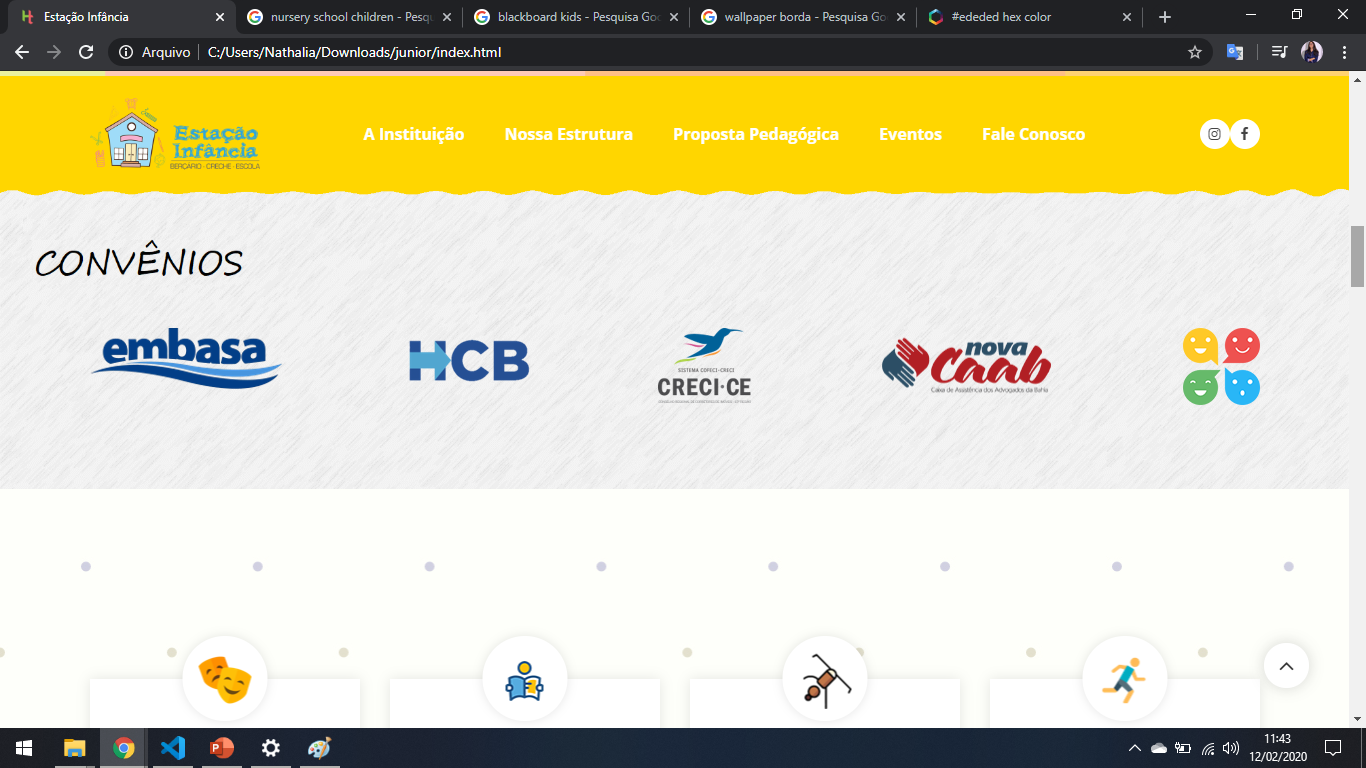 Estação Infância
nursery school children - Pesqu
blackboard kids - Pesquisa Goo
wallpaper borda - Pesquisa Goo
#ededed hex color
Arquivo
C:/Users/Nathalia/Downloads/junior/index.html
Estação
Infância
BERÇARIO - CRECHE - ESCOLA
A Instituição
Nossa Estrutura
Proposta Pedagógica
Eventos
Fale Conosco
CONVÊNIOS
embasa
HCB
SISTEMA COFECI-CRECI
CRECI-CE
nova
Caab
Caixa de Assistência dos Advogados da Bahia
11:43
12/02/2020